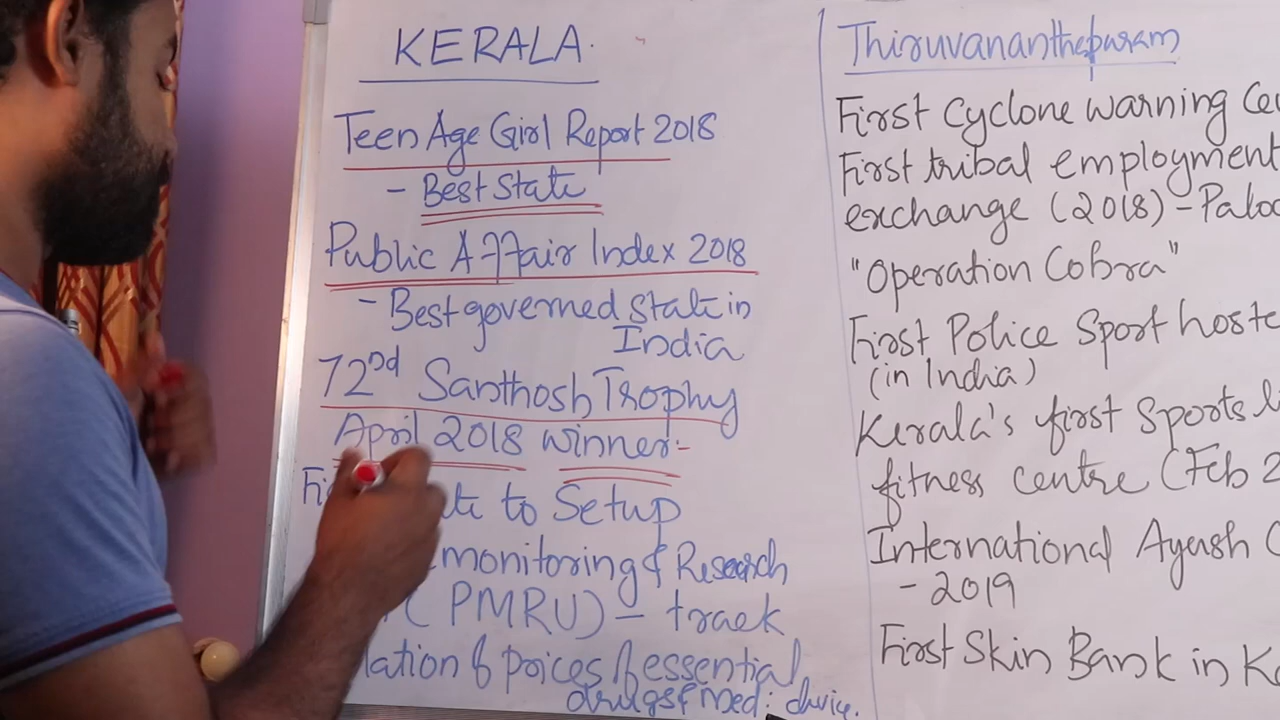 KERALA.
Teen Age Girl Report 2018
- Best State
Public Affair Index 2018
- Best governed State in
India
72nd Santhosh Trophy
April 2018 winner-
to Setup
monitoring & Research
(PMRU) - track
prices of essential
drugs & med: device.
Thiruvananthapuram
First Cyclone warning
First tribal employment
exchange (2018) -
"Operation Cobra"
First Police Sport
(in India)
Kerala's first Sports
fitness centre (Feb
International Ayush
- 2019
First Skin Bank in